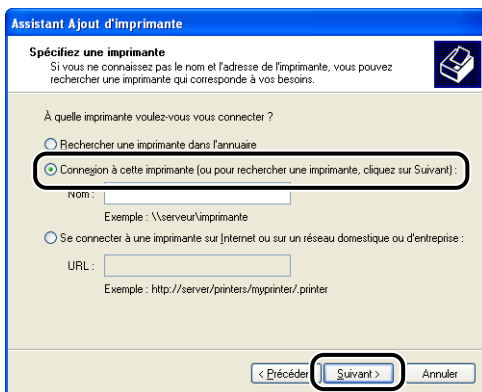 Assistant Ajout d'imprimante
Spécifiez une imprimante
Si vous ne connaissez pas le nom et l'adresse de l'imprimante, vous pouvez
rechercher une imprimante qui corresponde à vos besoins.
À quelle imprimante voulez-vous vous connecter ?
Rechercher une imprimante dans l'annuaire
Connexion à cette imprimante (ou pour rechercher une imprimante, cliquez sur Suivant) :
Nom :
Exemple : \\serveur\imprimante
Se connecter à une imprimante sur Internet ou sur un réseau domestique ou d'entreprise :
URL :
Exemple : http://server/printers/myprinter/.printer
< Précédent Suivant > Annuler